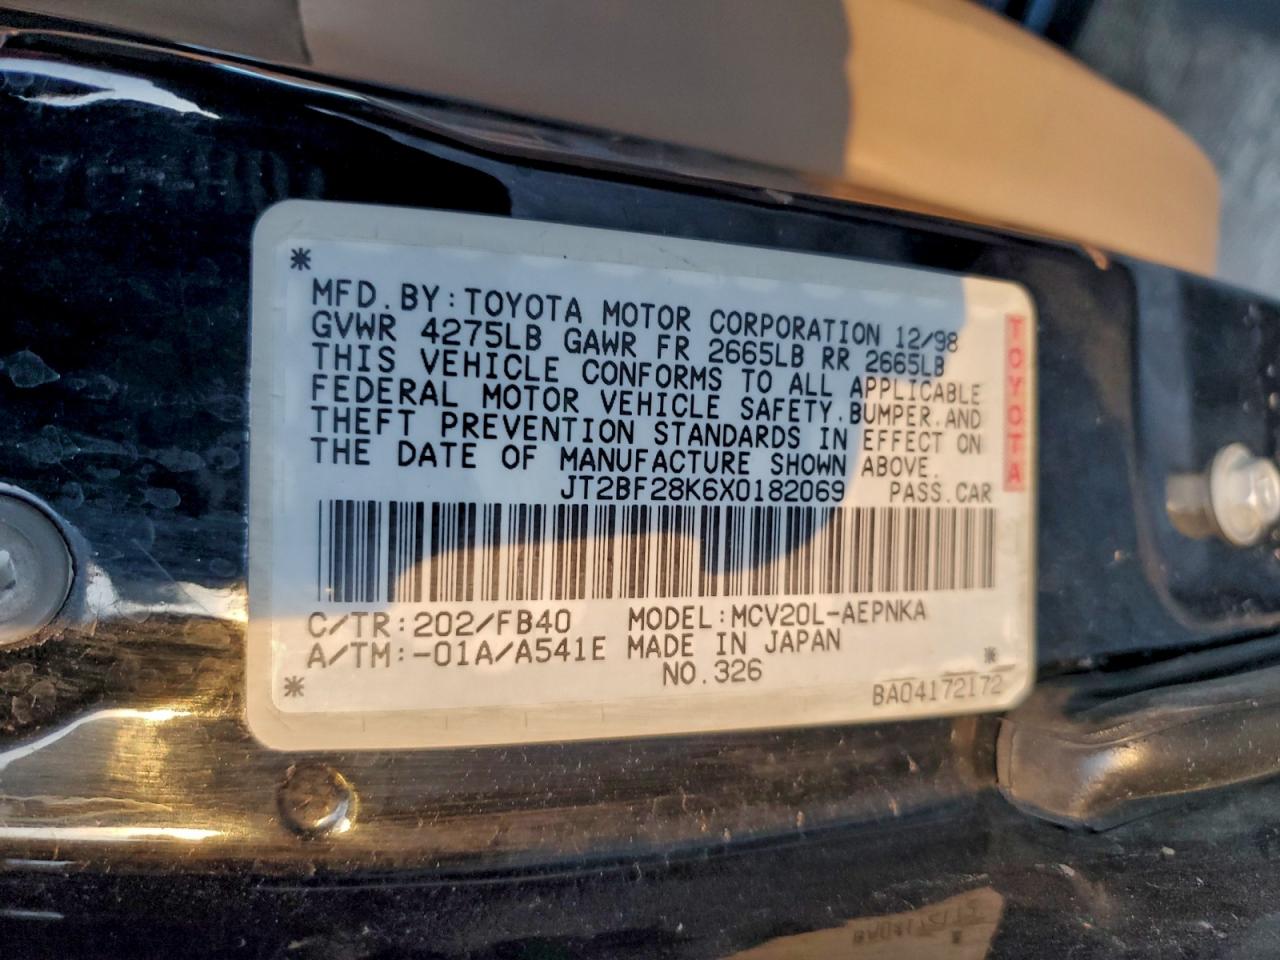 MFD.BY:TOYOTA MOTOR CORPORATION 12/98
GVWR 4275LB GAWR FR 2665LB RR 2665LB
THIS VEHICLE CONFORMS TO ALL APPLICABLE
FEDERAL MOTOR VEHICLE SAFETY.BUMPER.AND
THEFT PREVENTION STANDARDS IN EFFECT ON
THE DATE OF MANUFACTURE SHOWN ABOVE.
JT2BF28K6X0182069 PASS.CAR
TOYOTA
C/TR:202/FB40 MODEL:MCV20L-AEPNKA
A/TM:-01A/A541E MADE IN JAPAN
NO.326
BA04172172